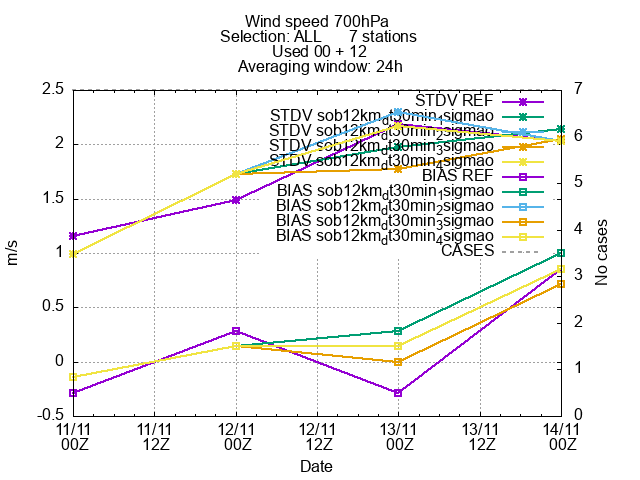 Wind speed 700hPa
Selection: ALL 7 stations
Used 00 + 12
Averaging window: 24h
2.5
2
1.5
1
0.5
0
-0.5
m/s
7
6
5
4
3
2
1
0
No cases
STDV REF
STDV sob12km_dt30min_1sigmao
STDV sob12km_dt30min_2sigmao
STDV sob12km_dt30min_3sigmao
STDV sob12km_dt30min_4sigmao
BIAS REF
BIAS sob12km_dt30min_1sigmao
BIAS sob12km_dt30min_2sigmao
BIAS sob12km_dt30min_3sigmao
BIAS sob12km_dt30min_4sigmao
CASES
11/11 11/11 12/11 12/11 13/11 13/11 14/11
00Z 12Z 00Z 12Z 00Z 12Z 00Z
Date